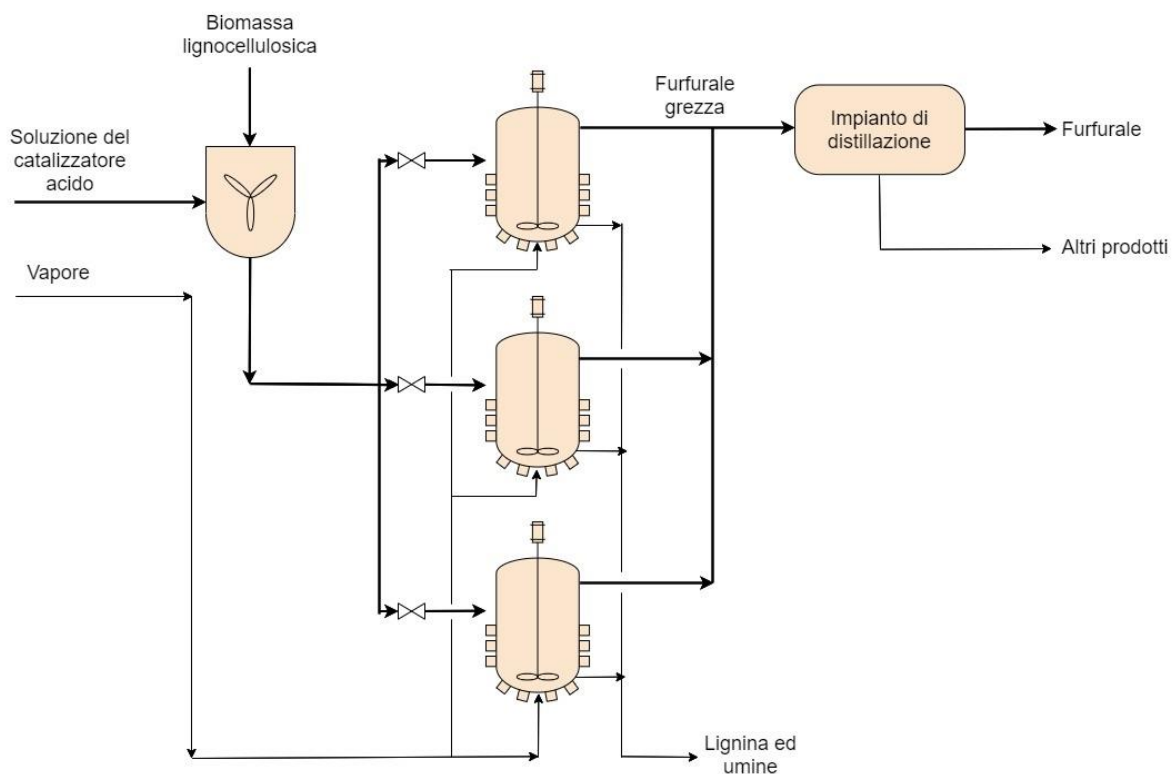 Biomassa
lignocellulosica
Soluzione del
catalizzatore
acido
Vapore
Furfurale
grezza
Impianto di
distillazione
Furfurale
Altri prodotti
Lignina ed
umine